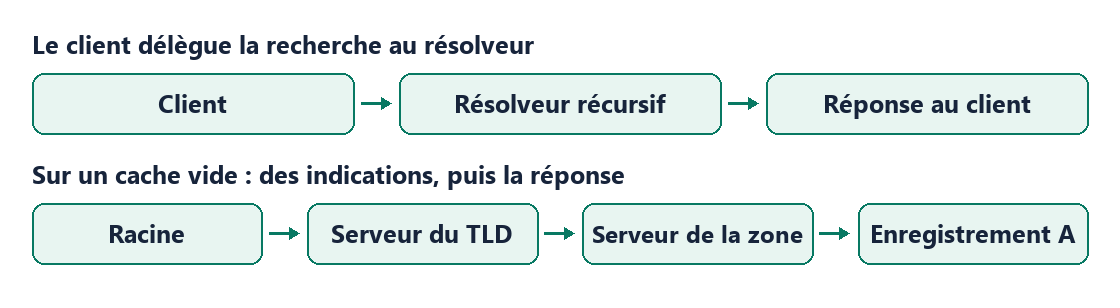 Le client délègue la recherche au résolveur
Client
Résolveur récursif
Réponse au client
Sur un cache vide : des indications, puis la réponse
Racine
Serveur du TLD
Serveur de la zone
Enregistrement A